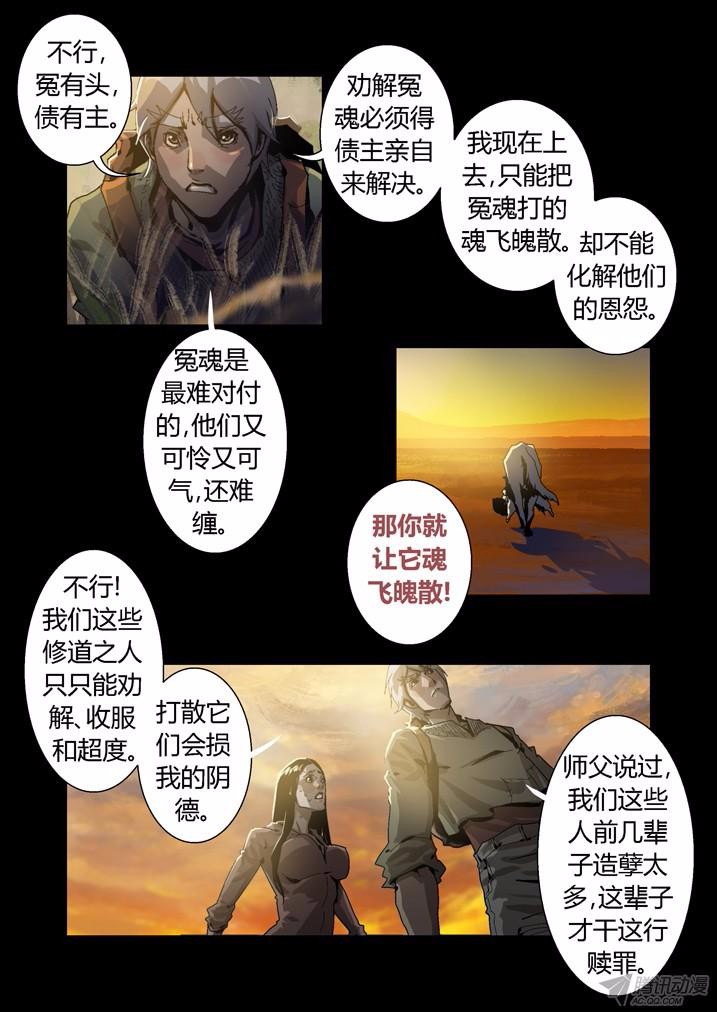 不行，
冤有头，
债有主。
劝解冤
魂必须得
债主亲自
来解决。
我现在上
去，只能把
冤魂打的
魂飞魄散。
却不能
化解他们
的恩怨。
冤魂是
最难对付
的，他们又
可怜又可
气，还难
缠。
那你就
让它魂
飞魄散！
不行！
我们这些
修道之人
只只能劝
解、收服
和超度。
打散它
们会损
我的阴
德。
师父说过，
我们这些
人前几辈
子造孽太
多，这辈子
才干这行
赎罪。
腾讯动漫